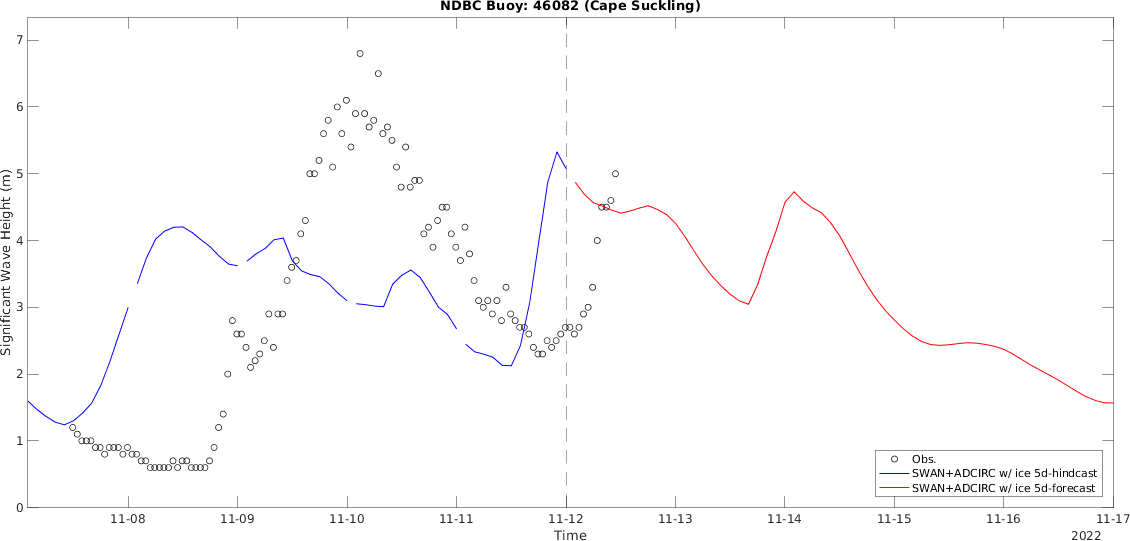 NDBC Buoy: 46082 (Cape Suckling)
Significant Wave Height (m)
7
6
5
4
3
2
1
0
Obs.
SWAN+ADCIRC w/ ice 5d-hindcast
SWAN+ADCIRC w/ ice 5d-forecast
11-08 11-09 11-10 11-11 11-12 11-13 11-14 11-15 11-16 11-17
Time
2022